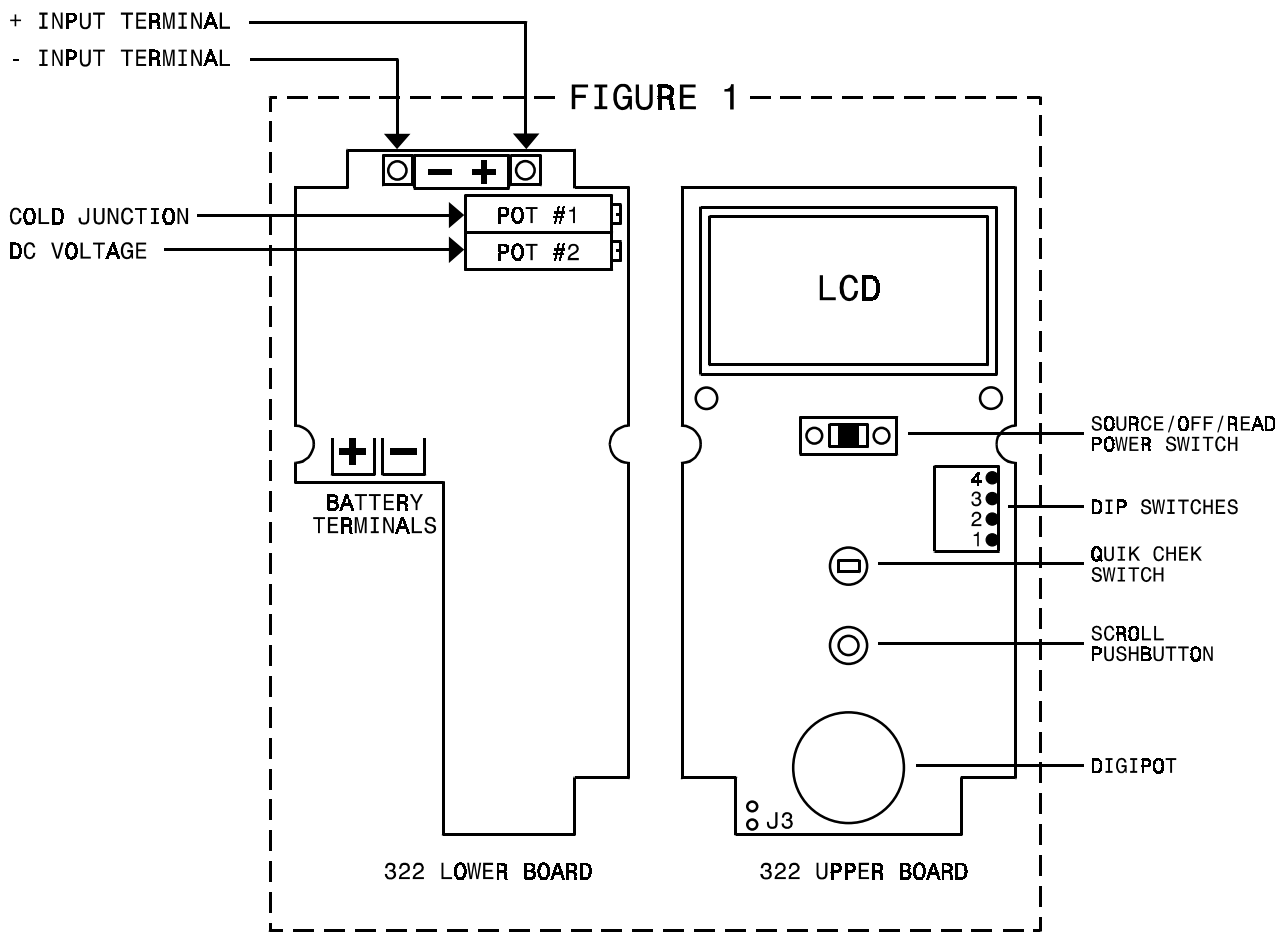 + INPUT TERMINAL
- INPUT TERMINAL
FIGURE 1
− +
COLD JUNCTION
POT #1
DC VOLTAGE
POT #2
LCD
SOURCE/OFF/READ
POWER SWITCH
+ −
BATTERY
TERMINALS
4
3
2
1
DIP SWITCHES
QUIK CHEK
SWITCH
SCROLL
PUSHBUTTON
DIGIPOT
J3
322 LOWER BOARD
322 UPPER BOARD